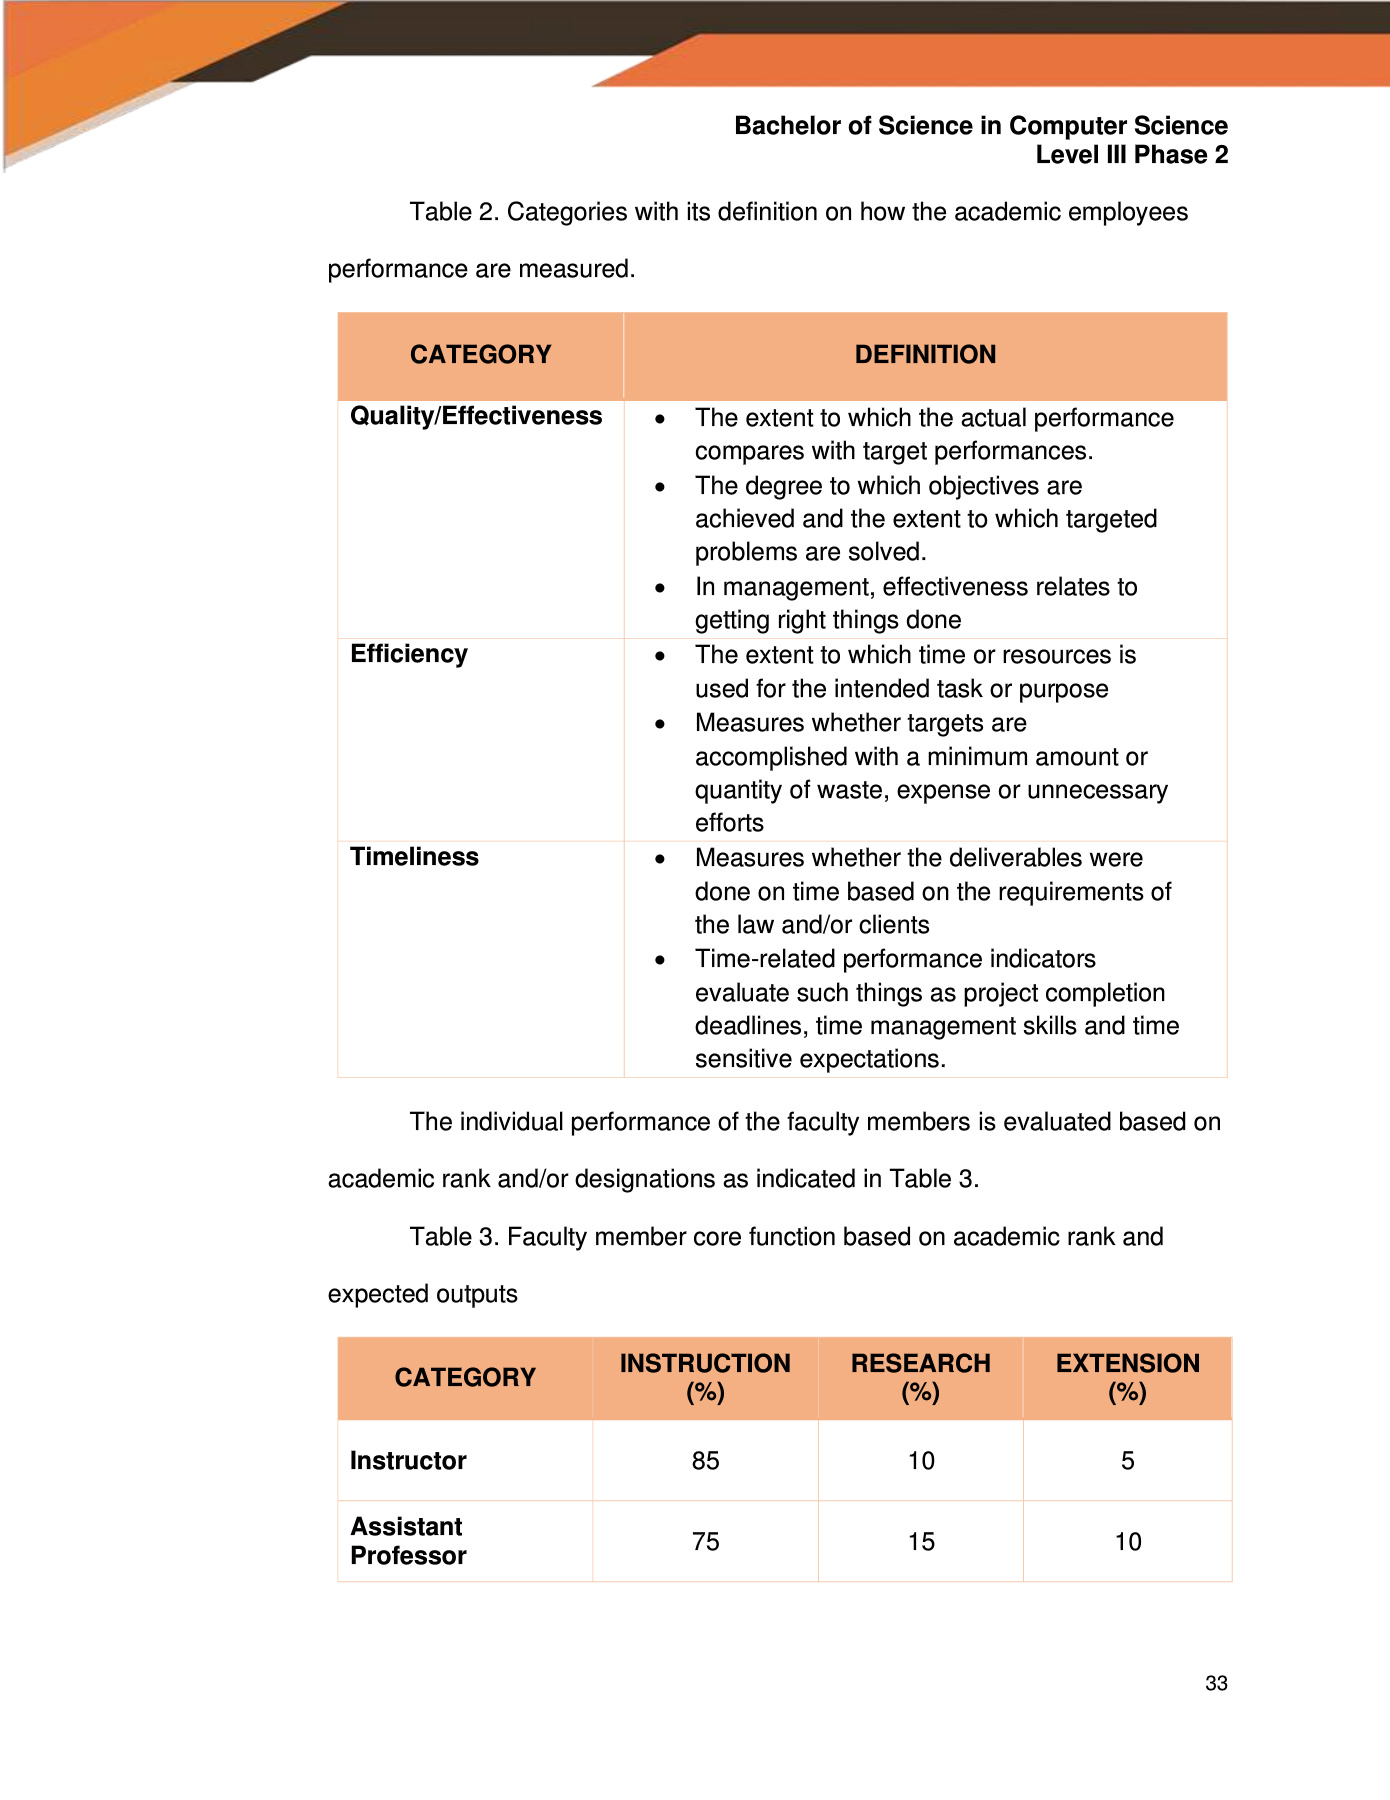 Bachelor of Science in Computer Science
Level III Phase 2
Table 2. Categories with its definition on how the academic employees
performance are measured.
CATEGORY DEFINITION
Quality/Effectiveness • The extent to which the actual performance
compares with target performances.
• The degree to which objectives are
achieved and the extent to which targeted
problems are solved.
• In management, effectiveness relates to
getting right things done
Efficiency • The extent to which time or resources is
used for the intended task or purpose
• Measures whether targets are
accomplished with a minimum amount or
quantity of waste, expense or unnecessary
efforts
Timeliness • Measures whether the deliverables were
done on time based on the requirements of
the law and/or clients
• Time-related performance indicators
evaluate such things as project completion
deadlines, time management skills and time
sensitive expectations.
The individual performance of the faculty members is evaluated based on
academic rank and/or designations as indicated in Table 3.
Table 3. Faculty member core function based on academic rank and
expected outputs
CATEGORY INSTRUCTION (%) RESEARCH (%) EXTENSION (%)
Instructor 85 10 5
Assistant Professor 75 15 10
33